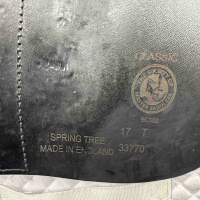 CLASSIC
SPRING TREE 17 T
MADE IN ENGLAND 33770